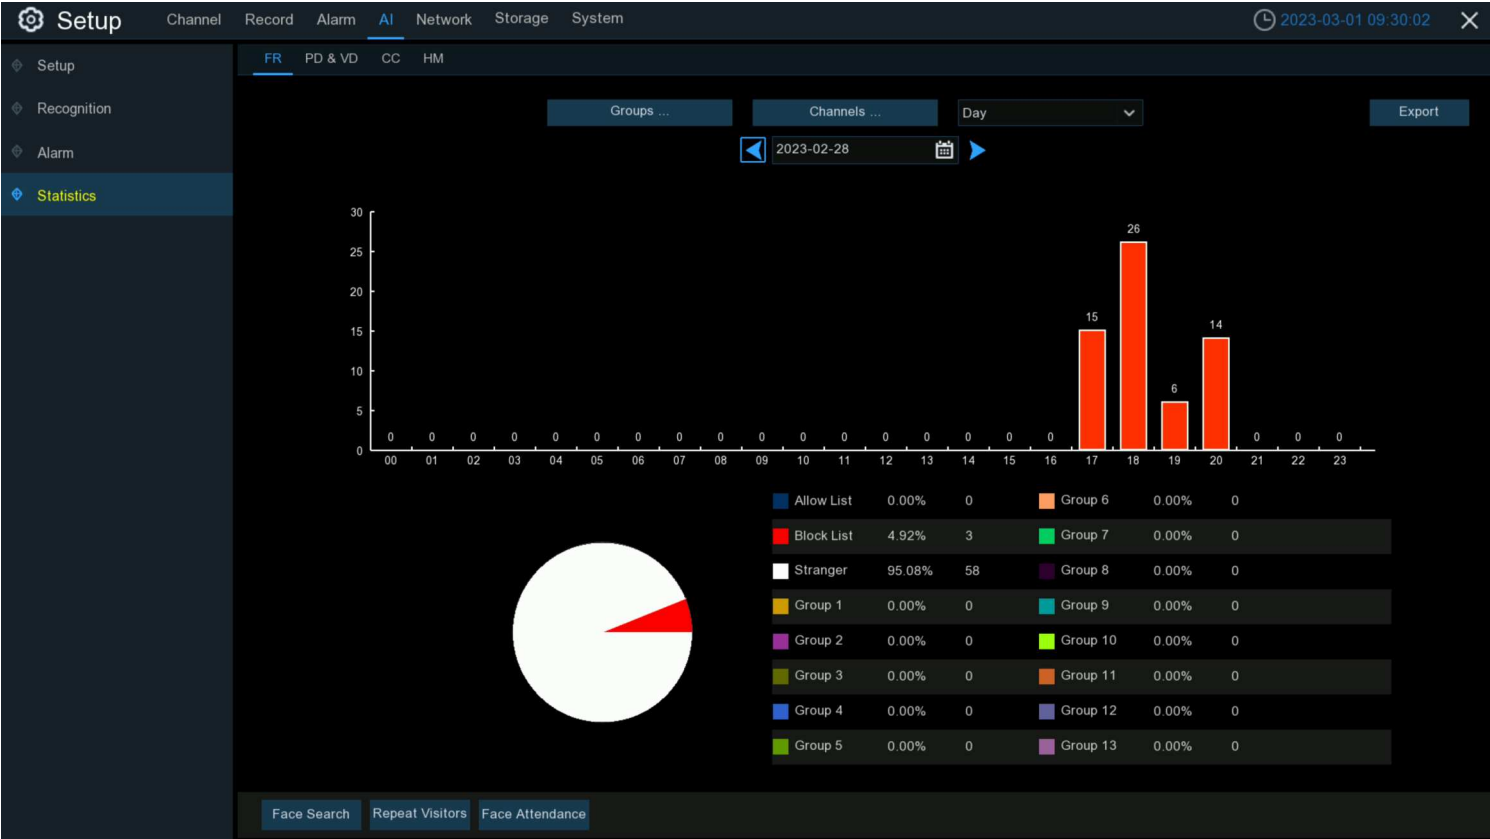 Setup Channel Record Alarm AI Network Storage System 2023-03-01 09:30:02
FR PD & VD CC HM
Setup
Recognition
Alarm
Statistics
Groups ... Channels ... Day Export
2023-02-28
30
25
20
15
10
5
0
0 0 0 0 0 0 0 0 0 0 0 0 0 0 0 0 0 15 26 6 14 0 0 0
00 01 02 03 04 05 06 07 08 09 10 11 12 13 14 15 16 17 18 19 20 21 22 23
Allow List 0.00% 0 Group 6 0.00% 0
Block List 4.92% 3 Group 7 0.00% 0
Stranger 95.08% 58 Group 8 0.00% 0
Group 1 0.00% 0 Group 9 0.00% 0
Group 2 0.00% 0 Group 10 0.00% 0
Group 3 0.00% 0 Group 11 0.00% 0
Group 4 0.00% 0 Group 12 0.00% 0
Group 5 0.00% 0 Group 13 0.00% 0
Face Search Repeat Visitors Face Attendance